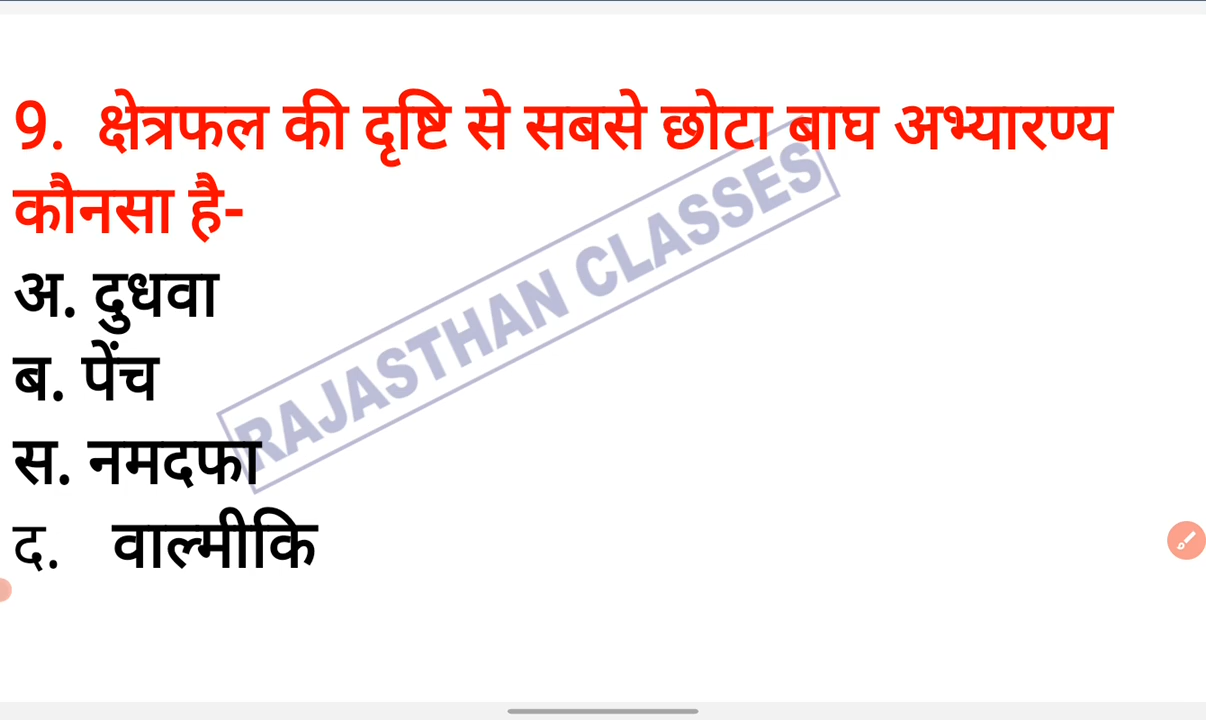 9. क्षेत्रफल की दृष्टि से सबसे छोटा बाघ अभ्यारण्य
कौनसा है-
अ. दुधवा
ब. पेंच
स. नमदफा
द. वाल्मीकि
RAJASTHAN CLASSES